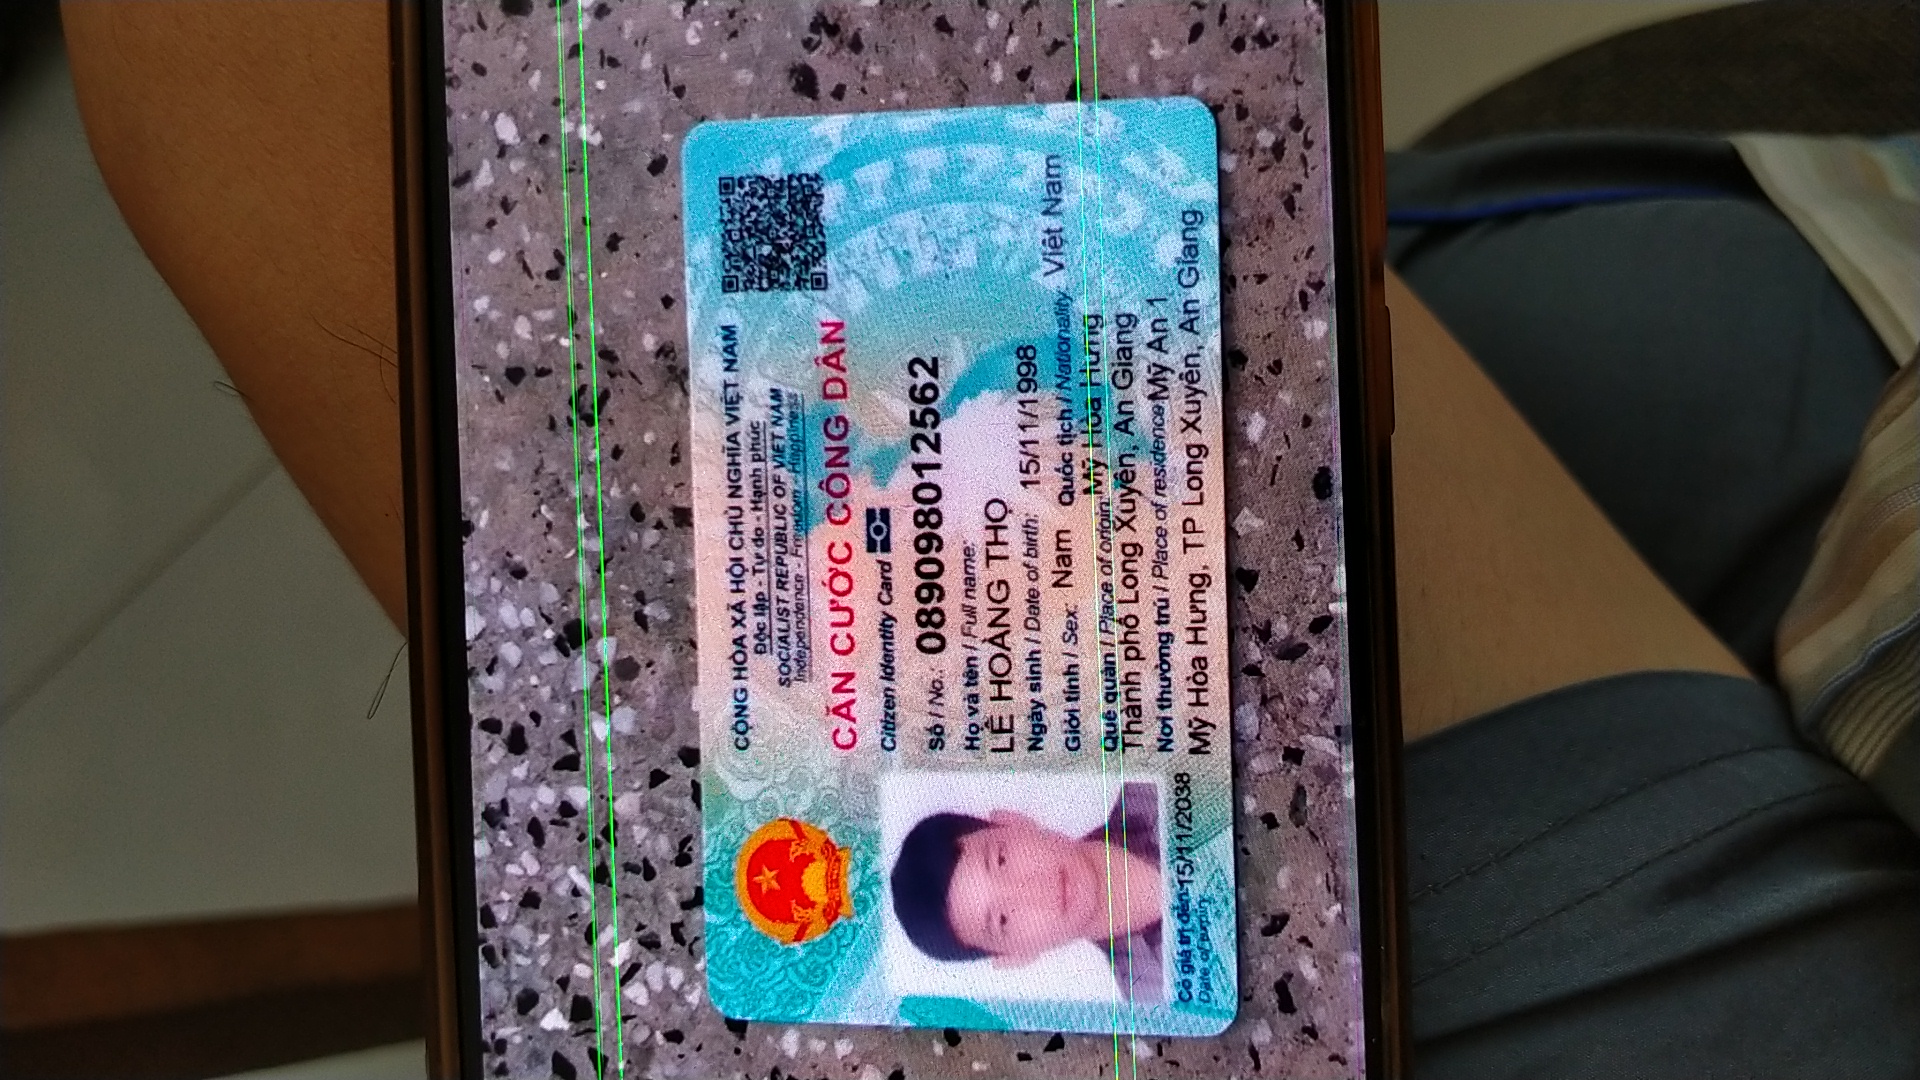 CỘNG HÒA XÃ HỘI CHỦ NGHĨA VIỆT NAM
Độc lập - Tự do - Hạnh phúc
SOCIALIST REPUBLIC OF VIET NAM
Independence - Freedom - Happiness
CĂN CƯỚC CÔNG DÂN
Citizen Identity Card
Số / No.: 089098012562
Họ và tên / Full name:
LÊ HOÀNG THỌ
Ngày sinh / Date of birth: 15/11/1998
Giới tính / Sex: Nam Quốc tịch / Nationality: Việt Nam
Quê quán / Place of origin: Mỹ Hòa Hưng
Thành phố Long Xuyên, An Giang
Nơi thường trú / Place of residence: Mỹ An 1
Mỹ Hòa Hưng, TP Long Xuyên, An Giang
Có giá trị đến: 15/11/2038
Date of expiry